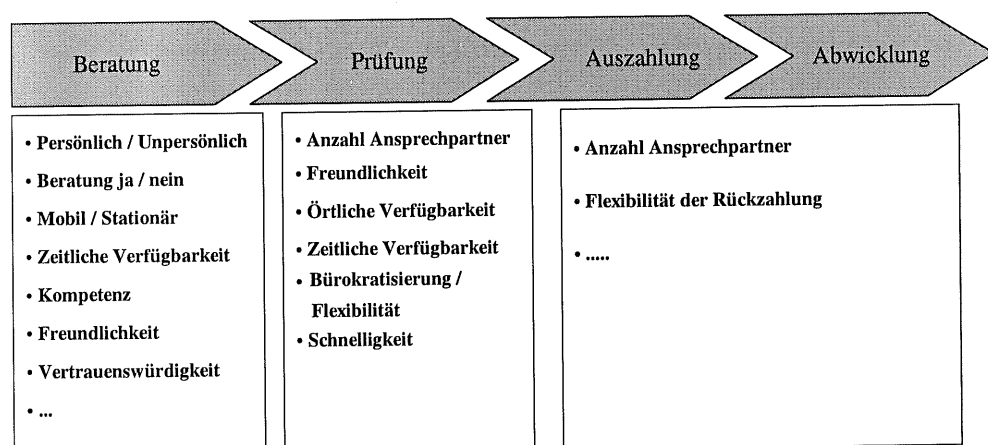 Beratung
Prüfung
Auszahlung
Abwicklung
• Persönlich / Unpersönlich
• Beratung ja / nein
• Mobil / Stationär
• Zeitliche Verfügbarkeit
• Kompetenz
• Freundlichkeit
• Vertrauenswürdigkeit
• ...
• Anzahl Ansprechpartner
• Freundlichkeit
• Örtliche Verfügbarkeit
• Zeitliche Verfügbarkeit
• Bürokratisierung /
Flexibilität
• Schnelligkeit
• Anzahl Ansprechpartner
• Flexibilität der Rückzahlung
• .....